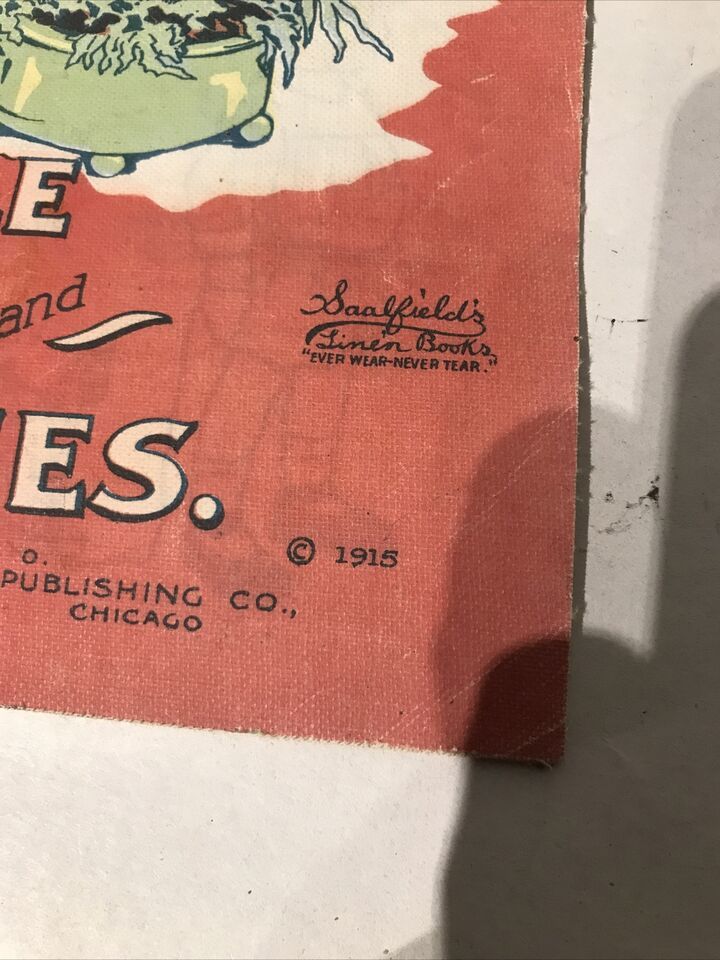 E
and
Saalfield's
Linen Books,
"EVER WEAR-NEVER TEAR."
ES.
© 1915
O.
PUBLISHING CO.,
CHICAGO